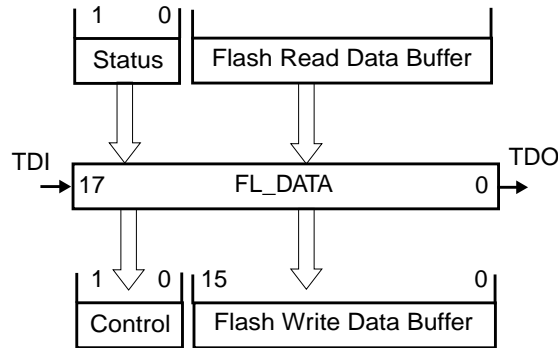 1 0
Status Flash Read Data Buffer
TDI TDO
17 FL_DATA 0
1 0 15 0
Control Flash Write Data Buffer